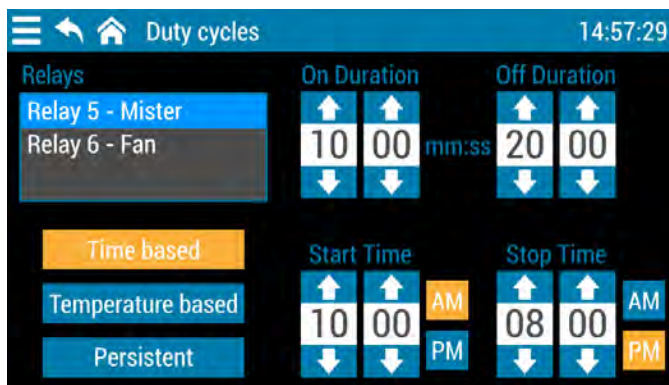 Duty cycles 14:57:29
Relays On Duration Off Duration
Relay 5 - Mister
Relay 6 - Fan
10 00 mm:ss 20 00
Time based
Temperature based
Persistent
Start Time Stop Time
10 00 AM PM
08 00 AM PM